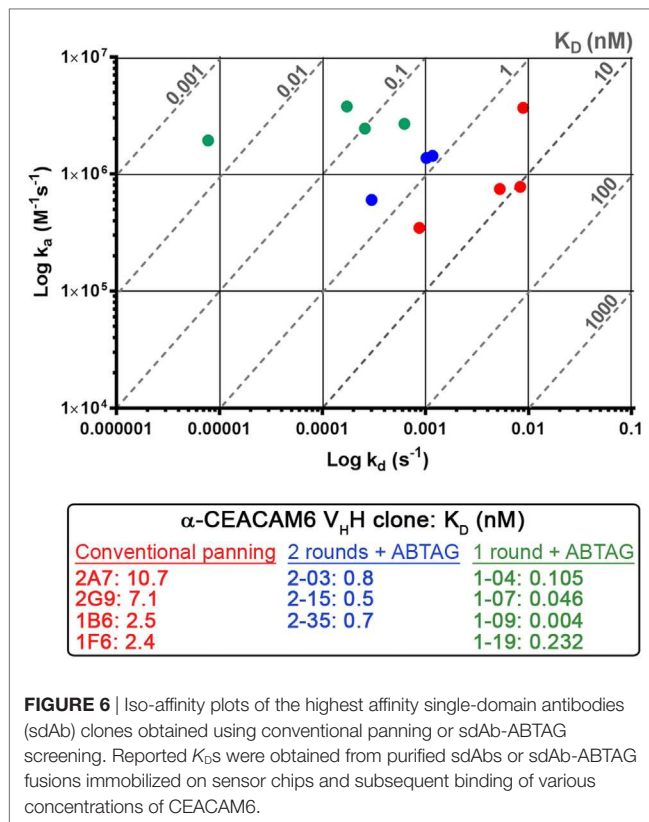 K_D (nM)
1×10^7
1×10^6
1×10^5
1×10^4
Log k_a (M^-1s^-1)
0.001
0.01
0.1
1
10
100
1000
0.000001
0.00001
0.0001
0.001
0.01
0.1
Log k_d (s^-1)
α-CEACAM6 V_HH clone: K_D (nM)
Conventional panning 2 rounds + ABTAG 1 round + ABTAG
2A7: 10.7 2-03: 0.8 1-04: 0.105
2G9: 7.1 2-15: 0.5 1-07: 0.046
1B6: 2.5 2-35: 0.7 1-09: 0.004
1F6: 2.4 1-19: 0.232
FIGURE 6 | Iso-affinity plots of the highest affinity single-domain antibodies
(sdAb) clones obtained using conventional panning or sdAb-ABTAG
screening. Reported K_Ds were obtained from purified sdAbs or sdAb-ABTAG
fusions immobilized on sensor chips and subsequent binding of various
concentrations of CEACAM6.